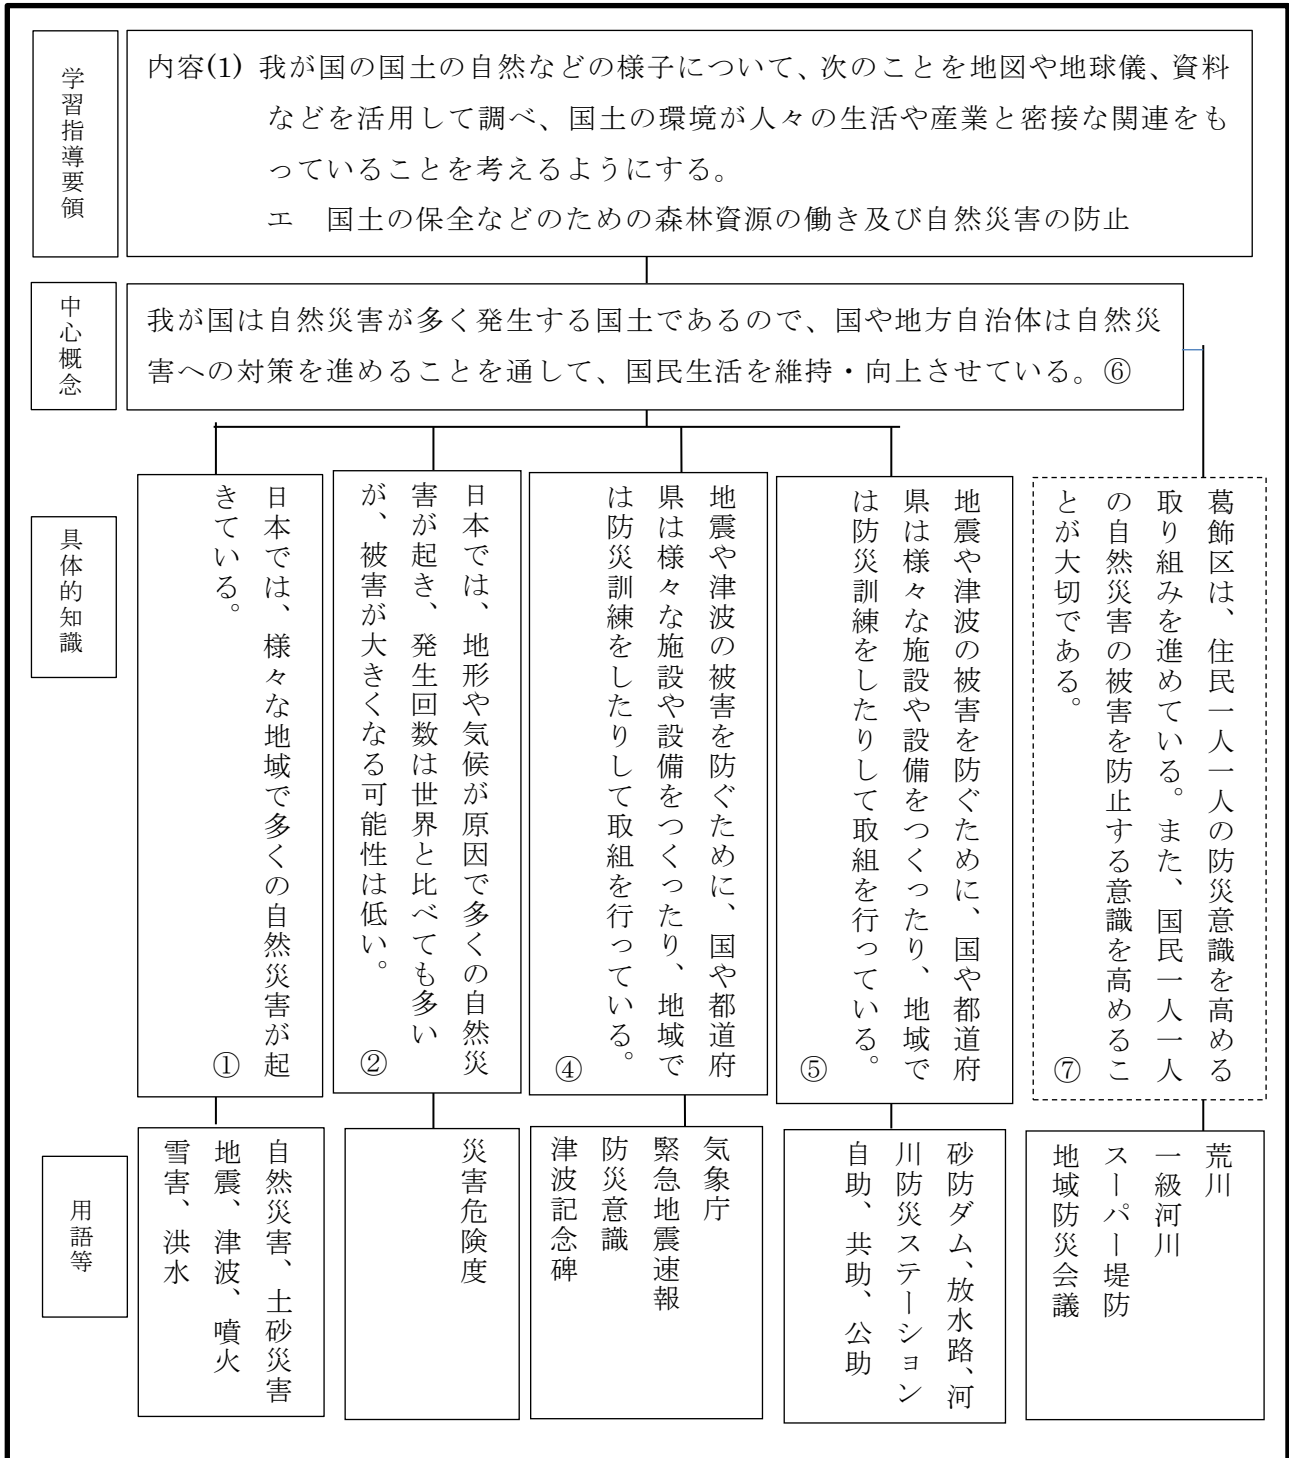 学習指導要領
内容(1) 我が国の国土の自然などの様子について、次のことを地図や地球儀、資料
などを活用して調べ、国土の環境が人々の生活や産業と密接な関連をも
っていることを考えるようにする。
エ　国土の保全などのための森林資源の働き及び自然災害の防止
中心概念
我が国は自然災害が多く発生する国土であるので、国や地方自治体は自然災
害への対策を進めることを通して、国民生活を維持・向上させている。⑥
具体的知識
日本では、様々な地域で多くの自然災害が起
きている。
①
日本では、地形や気候が原因で多くの自然災
害が起き、発生回数は世界と比べても多い
が、被害が大きくなる可能性は低い。
②
地震や津波の被害を防ぐために、国や都道府
県は様々な施設や設備をつくったり、地域で
は防災訓練をしたりして取組を行っている。
④
地震や津波の被害を防ぐために、国や都道府
県は様々な施設や設備をつくったり、地域で
は防災訓練をしたりして取組を行っている。
⑤
葛飾区は、住民一人一人の防災意識を高める
取り組みを進めている。また、国民一人一人
の自然災害の被害を防止する意識を高めるこ
とが大切である。
⑦
用語等
自然災害、土砂災害
地震、津波、噴火
雪害、洪水
災害危険度
気象庁
緊急地震速報
防災意識
津波記念碑
砂防ダム、放水路、河
川防災ステーション
自助、共助、公助
荒川
一級河川
スーパー堤防
地域防災会議